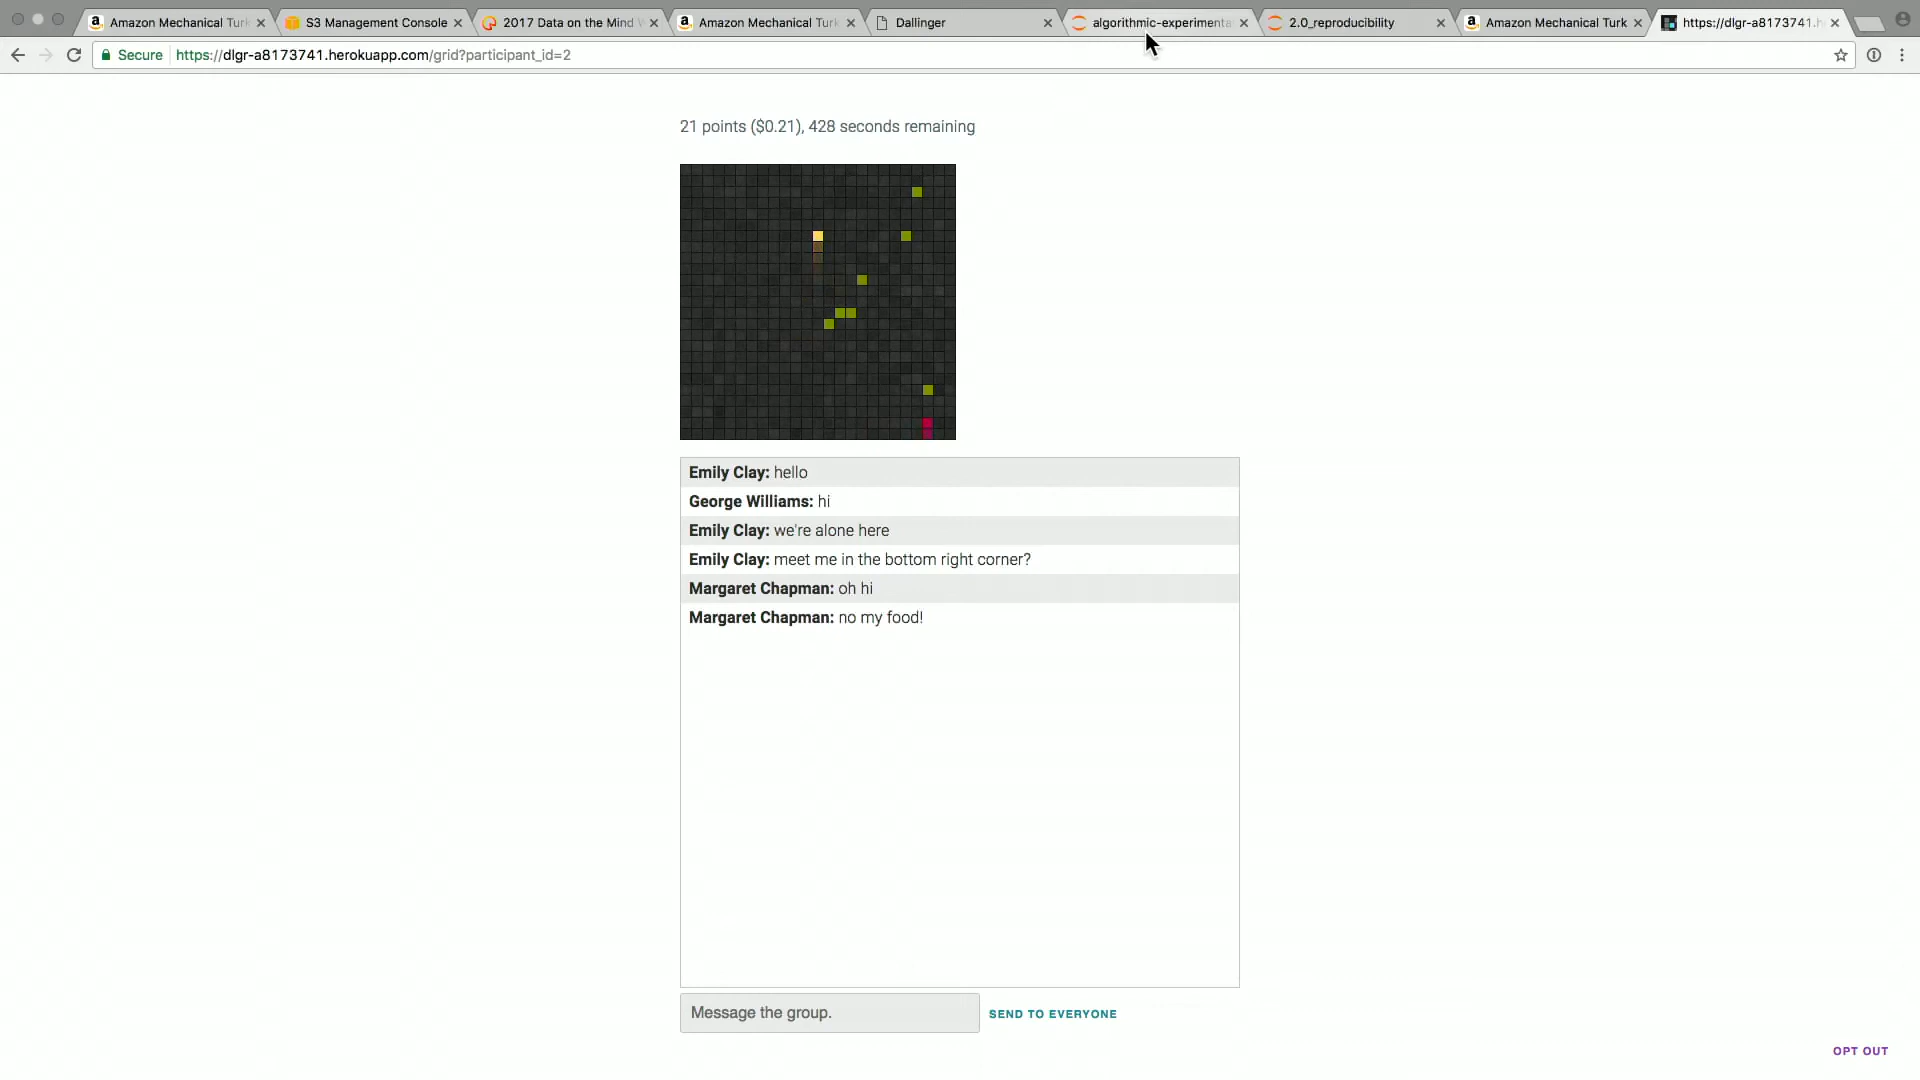 Amazon Mechanical Turk
S3 Management Console
2017 Data on the Mind W
Amazon Mechanical Turk
Dallinger
algorithmic-experimenta
2.0_reproducibility
Amazon Mechanical Turk
https://dlgr-a8173741.h
Secure
https://dlgr-a8173741.herokuapp.com/grid?participant_id=2
21 points ($0.21), 428 seconds remaining
Emily Clay: hello
George Williams: hi
Emily Clay: we're alone here
Emily Clay: meet me in the bottom right corner?
Margaret Chapman: oh hi
Margaret Chapman: no my food!
Message the group.
SEND TO EVERYONE
OPT OUT